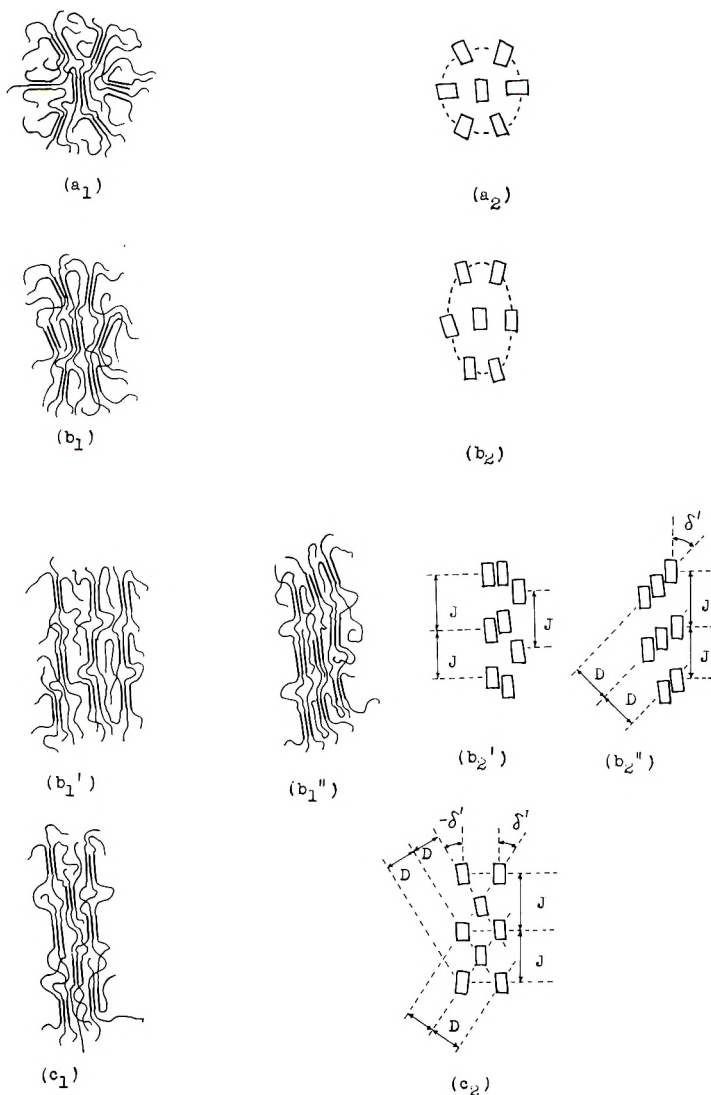 (a₁)
(a₂)
(b₁)
(b₂)
J
J
J
(b₁')
(b₁")
(b₂')
δ'
J
J
D
D
(b₂")
-δ'
δ'
D
D
J
J
D
(c₁)
(c₂)